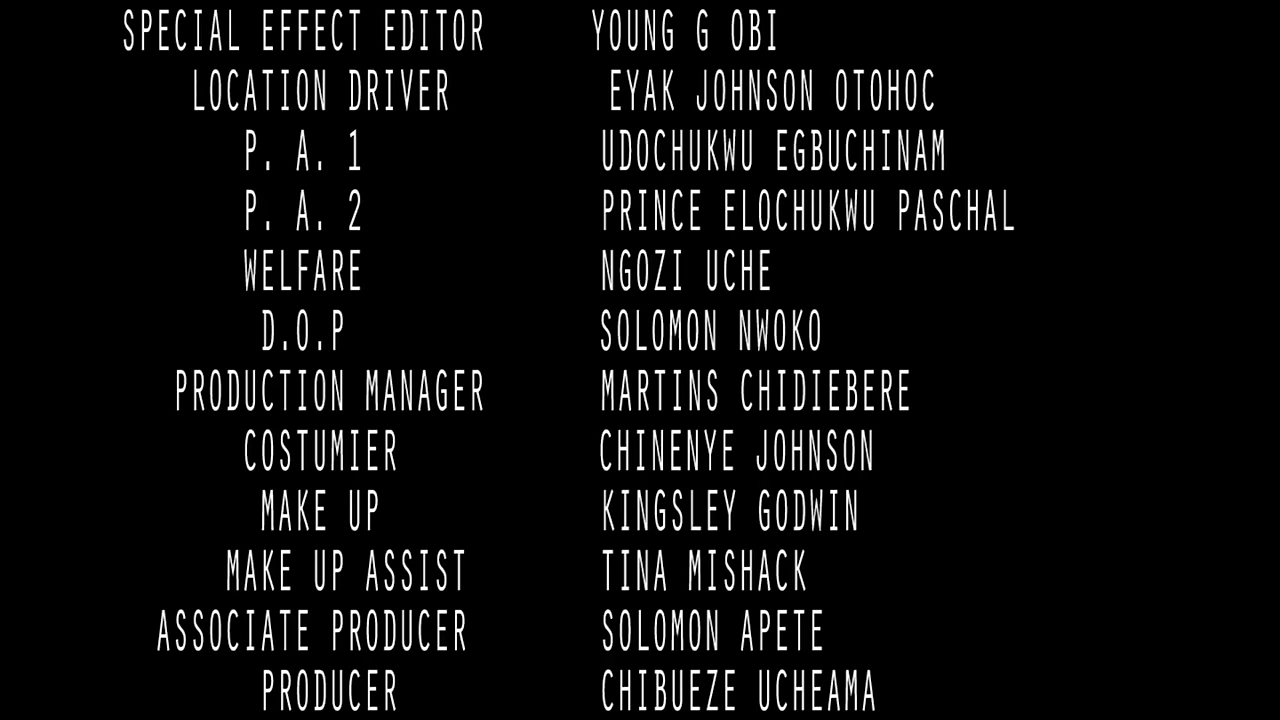 SPECIAL EFFECT EDITOR YOUNG G OBI
LOCATION DRIVER EYAK JOHNSON OTOHOC
P. A. 1 UDOCHUKWU EGBUCHINAM
P. A. 2 PRINCE ELOCHUKWU PASCHAL
WELFARE NGOZI UCHE
D.O.P SOLOMON NWOKO
PRODUCTION MANAGER MARTINS CHIDIEBERE
COSTUMIER CHINENYE JOHNSON
MAKE UP KINGSLEY GODWIN
MAKE UP ASSIST TINA MISHACK
ASSOCIATE PRODUCER SOLOMON APETE
PRODUCER CHIBUEZE UCHEAMA